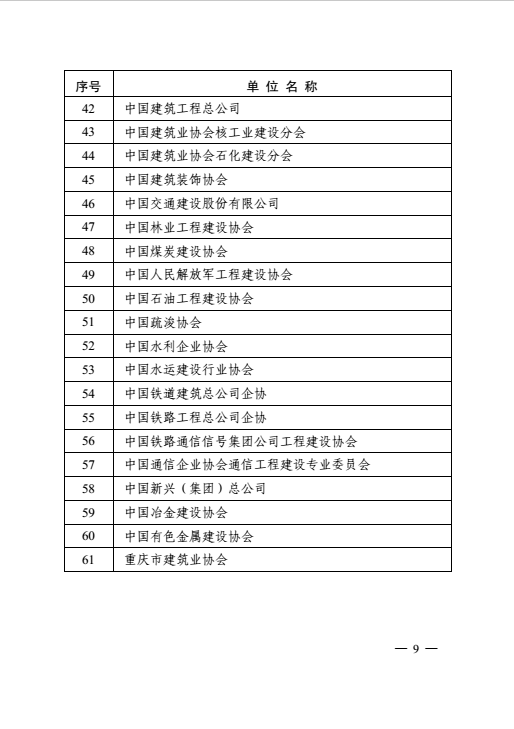 序号 单 位 名 称
42 中国建筑工程总公司
43 中国建筑业协会核工业建设分会
44 中国建筑业协会石化建设分会
45 中国建筑装饰协会
46 中国交通建设股份有限公司
47 中国林业工程建设协会
48 中国煤炭建设协会
49 中国人民解放军工程建设协会
50 中国石油工程建设协会
51 中国疏浚协会
52 中国水利企业协会
53 中国水运建设行业协会
54 中国铁道建筑总公司企协
55 中国铁路工程总公司企协
56 中国铁路通信信号集团公司工程建设协会
57 中国通信企业协会通信工程建设专业委员会
58 中国新兴（集团）总公司
59 中国冶金建设协会
60 中国有色金属建设协会
61 重庆市建筑业协会
— 9 —